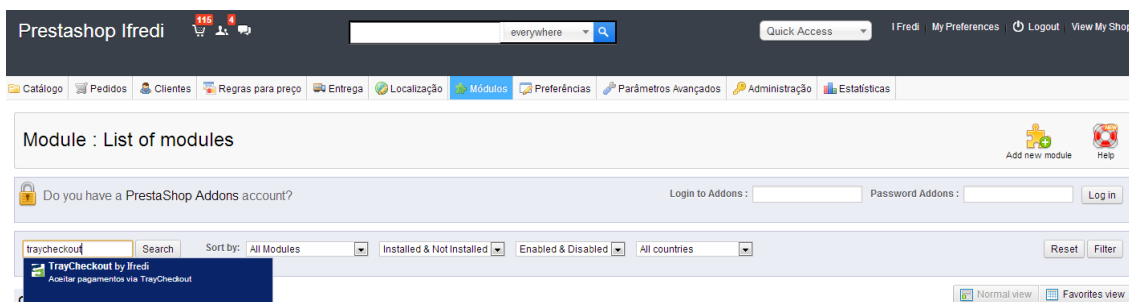 Prestashop Ifredi 115 4 everywhere Quick Access I Fredi My Preferences Logout View My Shop
Catálogo Pedidos Clientes Regras para preço Entrega Localização Módulos Preferências Parâmetros Avançados Administração Estatísticas
Module : List of modules
Add new module Help
Do you have a PrestaShop Addons account? Login to Addons : Password Addons : Log in
traycheckout Search Sort by: All Modules Installed & Not Installed Enabled & Disabled All countries Reset Filter
TrayCheckout by Ifredi
Aceitar pagamentos via TrayCheckout
Normal view Favorites view